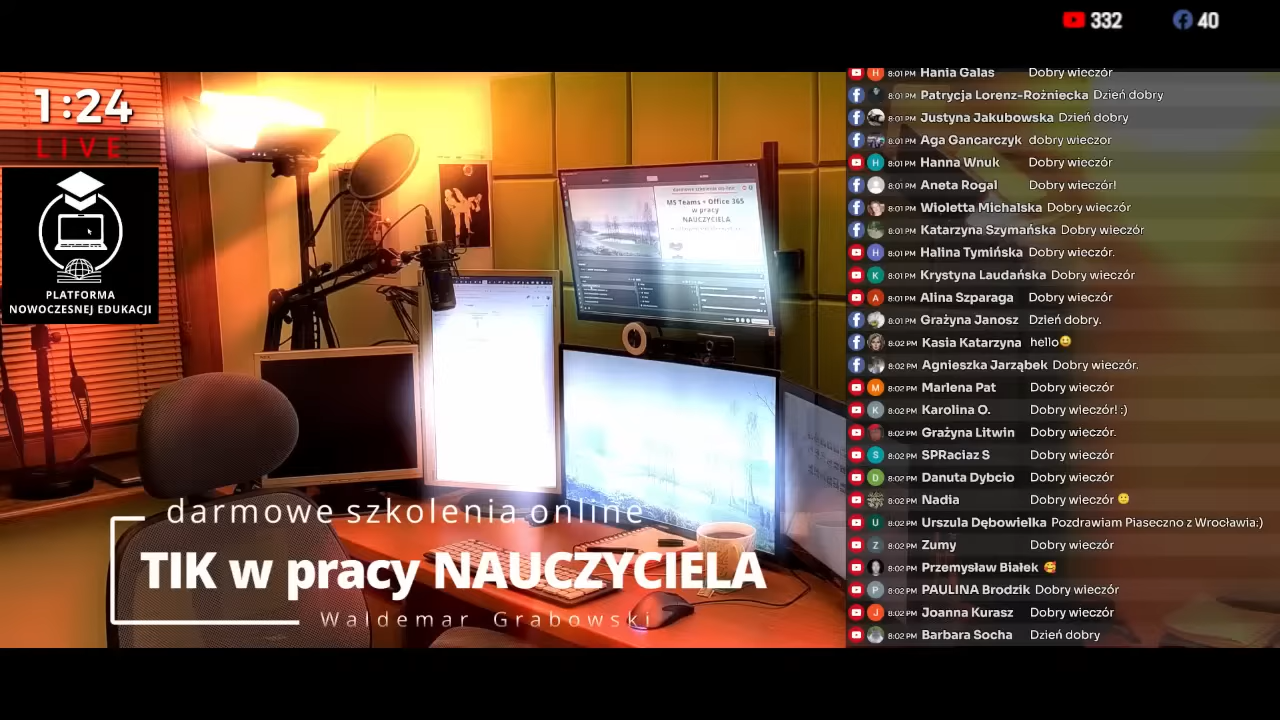 332 40
1:24
LIVE
PLATFORMA
NOWOCZESNEJ EDUKACJI
MS Teams + Office 365
w pracy
NAUCZYCIELA
darmowe szkolenia online
TIK w pracy NAUCZYCIELA
Waldemar Grabowski
H 8:01 PM Hania Galas Dobry wieczór
8:01 PM Patrycja Lorenz-Rożniecka Dzień dobry
8:01 PM Justyna Jakubowska Dzień dobry
8:01 PM Aga Gancarczyk dobry wieczor
H 8:01 PM Hanna Wnuk Dobry wieczór
8:01 PM Aneta Rogal Dobry wieczór!
8:01 PM Wioletta Michalska Dobry wieczór
8:01 PM Katarzyna Szymańska Dobry wieczór
H 8:01 PM Halina Tymińska Dobry wieczór.
K 8:01 PM Krystyna Laudańska Dobry wieczór
A 8:01 PM Alina Szparaga Dobry wieczór
8:01 PM Grażyna Janosz Dzień dobry.
8:02 PM Kasia Katarzyna hello😀
8:02 PM Agnieszka Jarząbek Dobry wieczór.
M 8:02 PM Marlena Pat Dobry wieczór
K 8:02 PM Karolina O. Dobry wieczór! :)
8:02 PM Grażyna Litwin Dobry wieczór.
S 8:02 PM SPRaciaz S Dobry wieczór
D 8:02 PM Danuta Dybcio Dobry wieczór
8:02 PM Nadia Dobry wieczór 🙂
U 8:02 PM Urszula Dębowielka Pozdrawiam Piaseczno z Wrocławia:)
Z 8:02 PM Zumy Dobry wieczór
8:02 PM Przemysław Białek 🥰
P 8:02 PM PAULINA Brodzik Dobry wieczór
J 8:02 PM Joanna Kurasz Dobry wieczór
8:02 PM Barbara Socha Dzień dobry